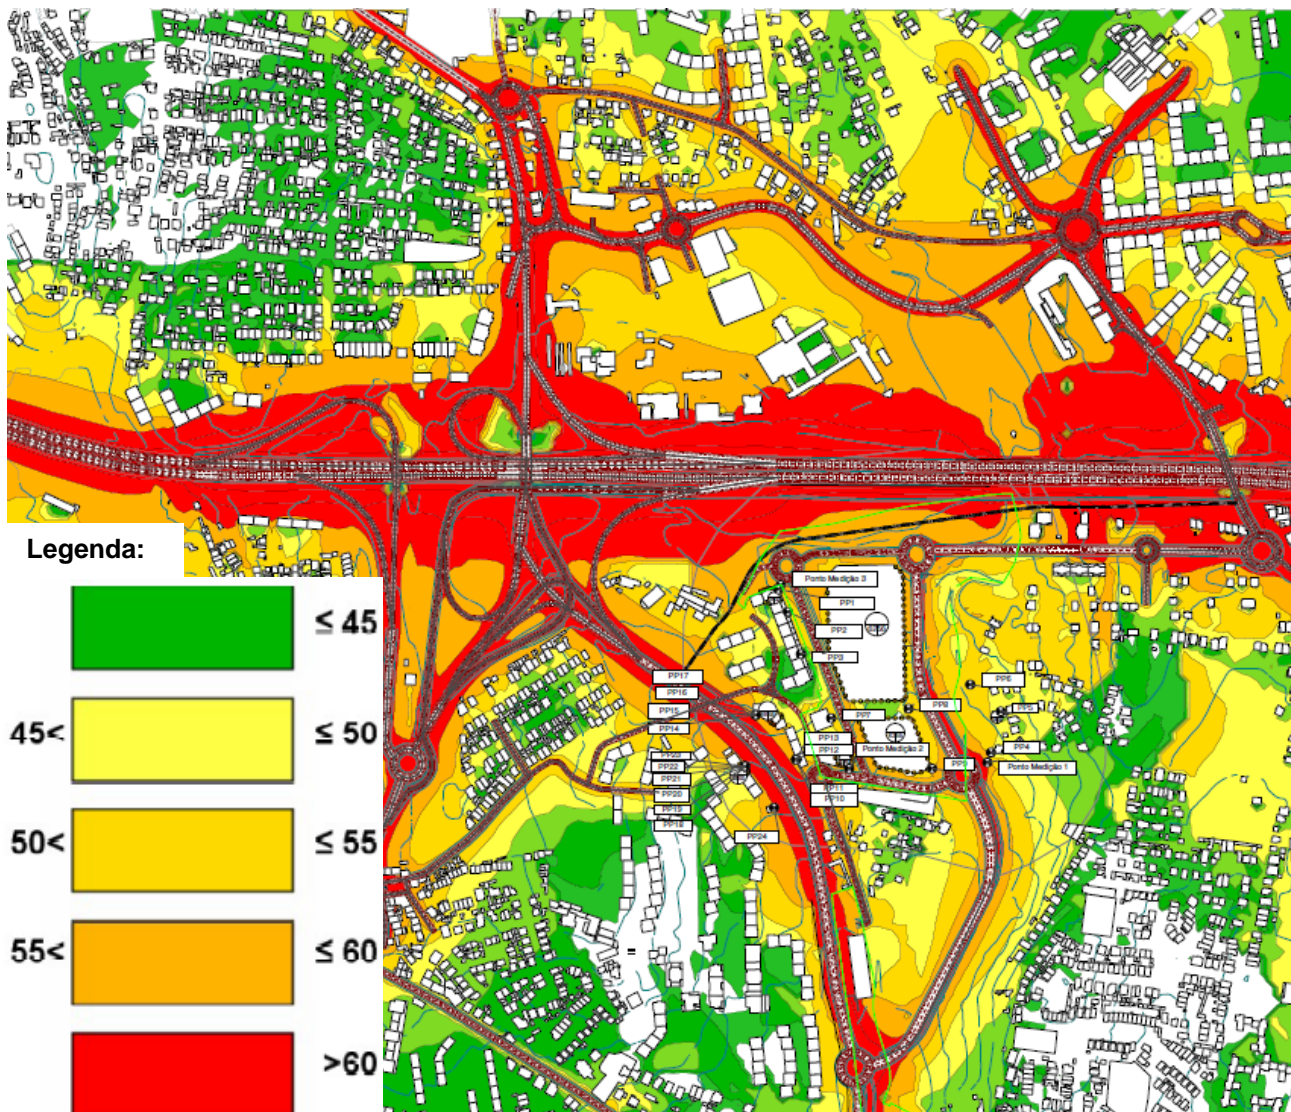 Legenda:
≤ 45
45< ≤ 50
50< ≤ 55
55< ≤ 60
>60
Ponto Medição 3
PP1
PP2
PP3
PP17
PP16
PP15
PP14
PP23
PP22
PP21
PP20
PP19
PP18
PP24
PP7
PP13
PP12
Ponto Medição 2
PP11
PP10
PP8
PP9
PP6
PP5
PP4
Ponto Medição 1